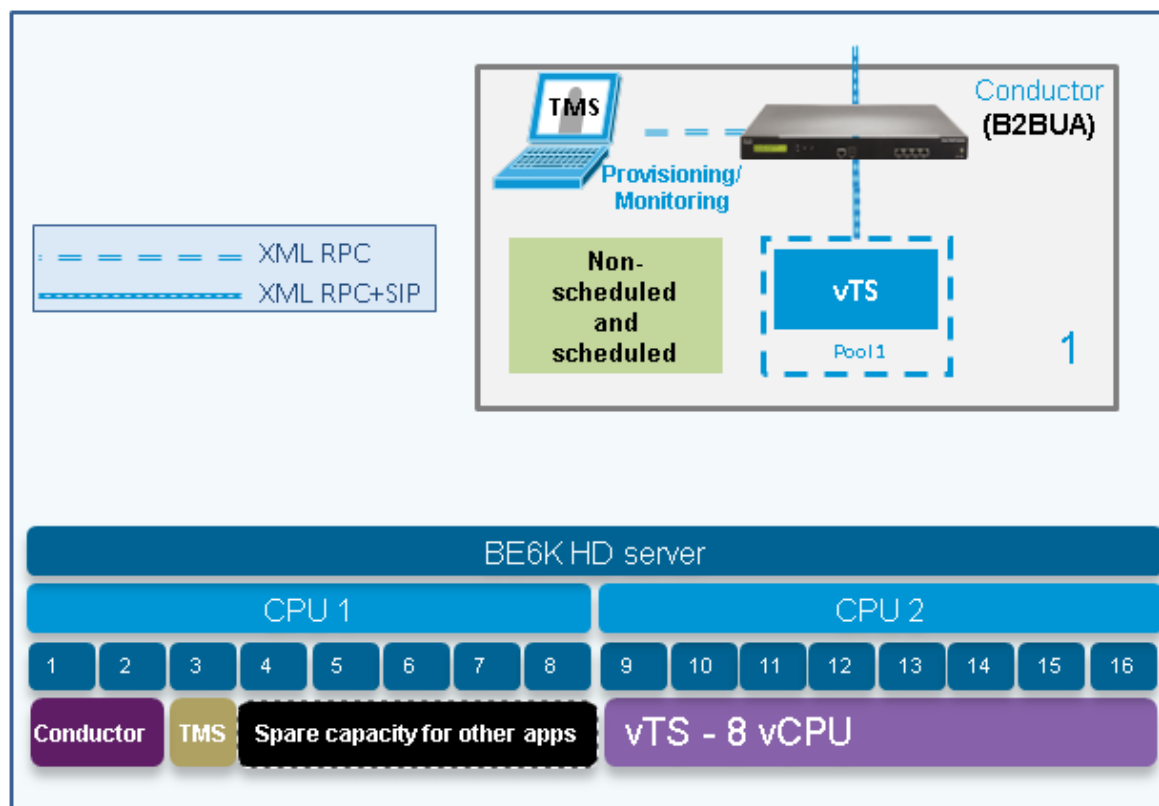 TMS
Conductor
(B2BUA)
Provisioning/
Monitoring
XML RPC
XML RPC+SIP
Non-
scheduled
and
scheduled
vTS
Pool 1
1
BE6K HD server
CPU 1
CPU 2
1 2 3 4 5 6 7 8 9 10 11 12 13 14 15 16
Conductor TMS Spare capacity for other apps vTS - 8 vCPU